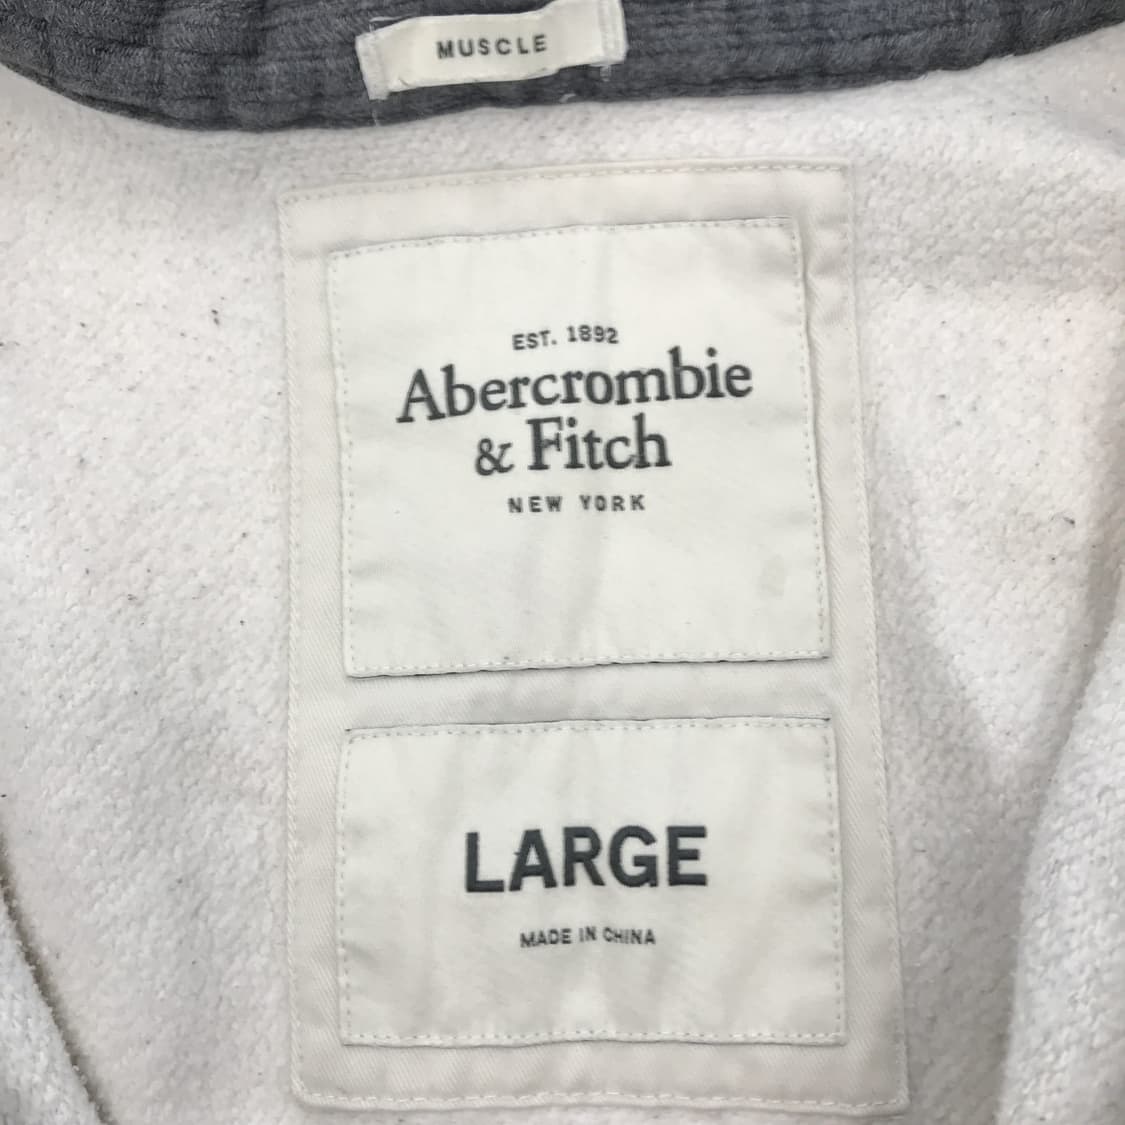 MUSCLE
EST. 1892
Abercrombie
& Fitch
NEW YORK
LARGE
MADE IN CHINA